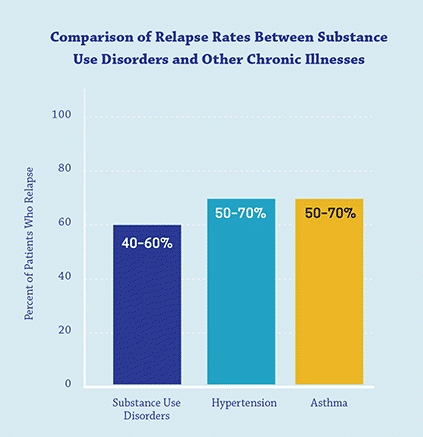 Comparison of Relapse Rates Between Substance
Use Disorders and Other Chronic Illnesses
Percent of Patients Who Relapse
100
80
60
40
20
0
40–60%
50–70%
50–70%
Substance Use
Disorders
Hypertension
Asthma